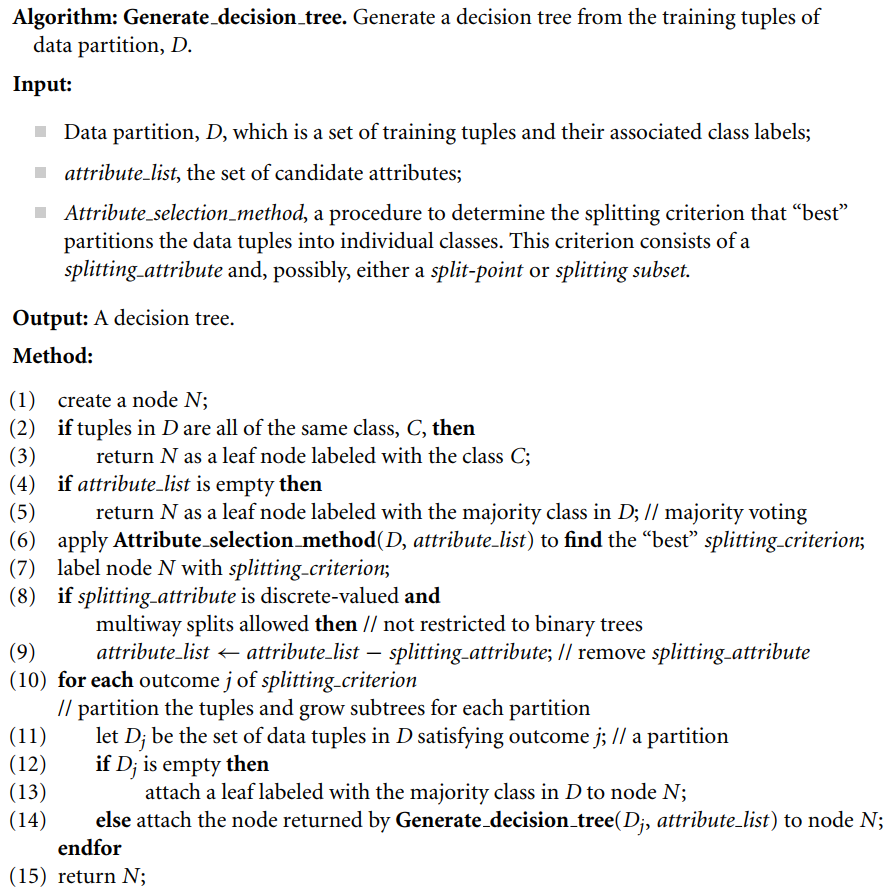 Algorithm: Generate_decision_tree. Generate a decision tree from the training tuples of
data partition, D.
Input:
Data partition, D, which is a set of training tuples and their associated class labels;
attribute_list, the set of candidate attributes;
Attribute_selection_method, a procedure to determine the splitting criterion that “best”
partitions the data tuples into individual classes. This criterion consists of a
splitting_attribute and, possibly, either a split-point or splitting subset.
Output: A decision tree.
Method:
(1) create a node N;
(2) if tuples in D are all of the same class, C, then
(3) return N as a leaf node labeled with the class C;
(4) if attribute_list is empty then
(5) return N as a leaf node labeled with the majority class in D; // majority voting
(6) apply Attribute_selection_method(D, attribute_list) to find the “best” splitting_criterion;
(7) label node N with splitting_criterion;
(8) if splitting_attribute is discrete-valued and
multiway splits allowed then // not restricted to binary trees
(9) attribute_list ← attribute_list − splitting_attribute; // remove splitting_attribute
(10) for each outcome j of splitting_criterion
// partition the tuples and grow subtrees for each partition
(11) let Dj be the set of data tuples in D satisfying outcome j; // a partition
(12) if Dj is empty then
(13) attach a leaf labeled with the majority class in D to node N;
(14) else attach the node returned by Generate_decision_tree(Dj, attribute_list) to node N;
endfor
(15) return N;